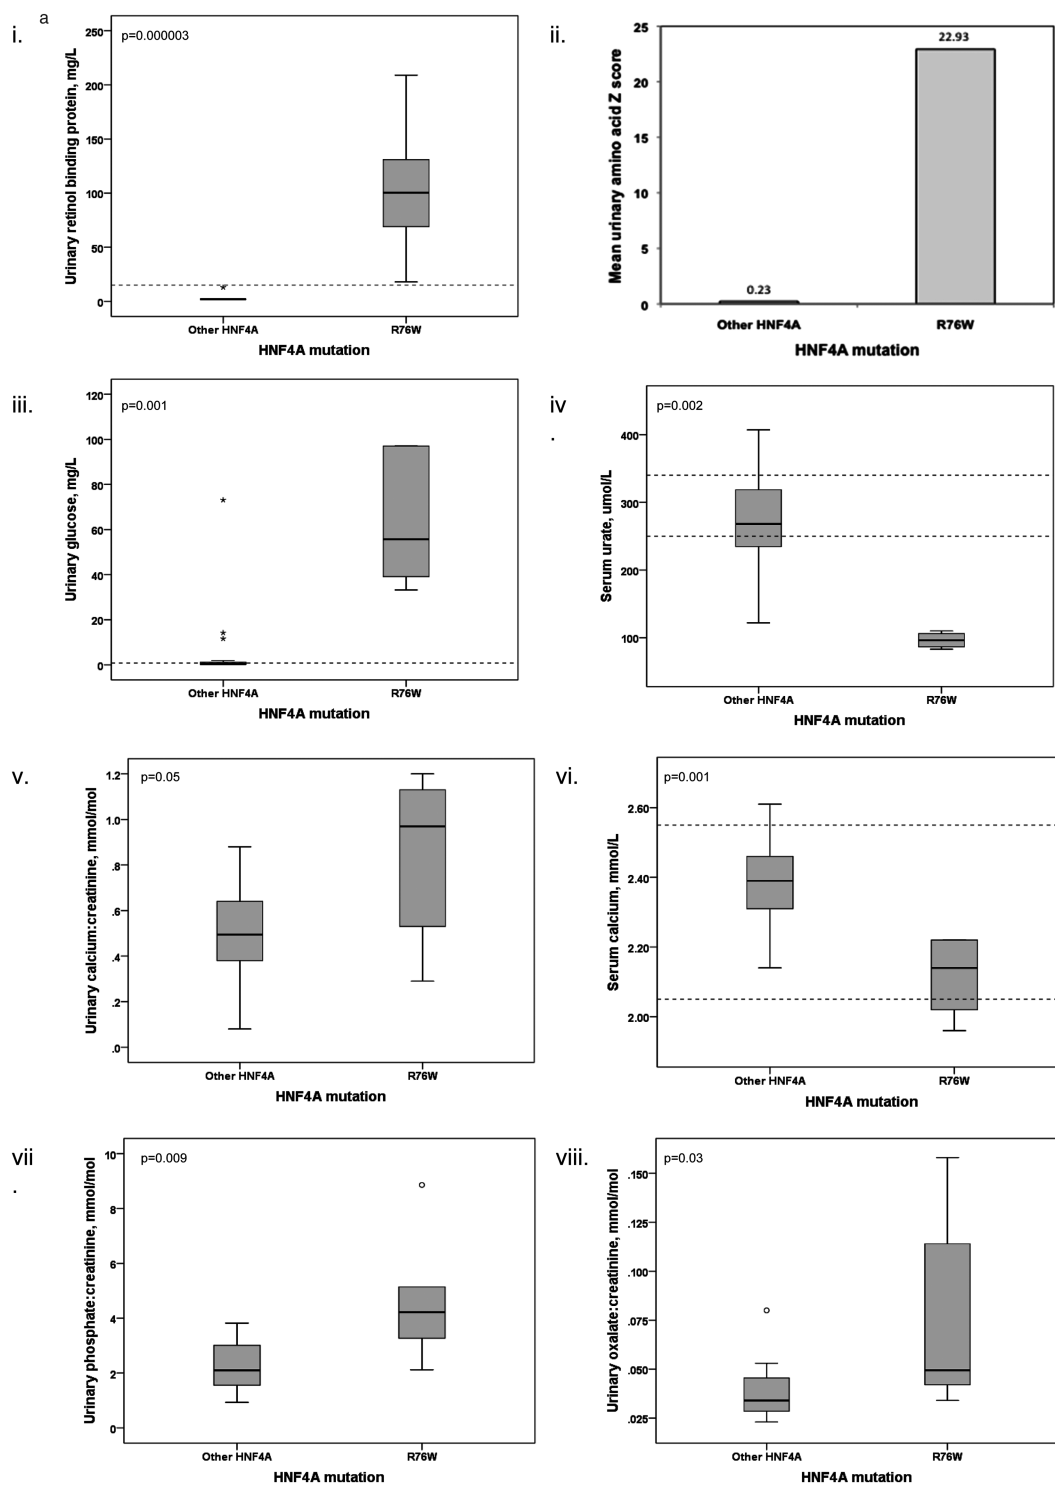 a
i.
p=0.000003
Urinary retinol binding protein, mg/L
250
200
150
100
50
0
Other HNF4A
R76W
HNF4A mutation
ii.
Mean urinary amino acid Z score
25
20
15
10
5
0
0.23
22.93
Other HNF4A
R76W
HNF4A mutation
iii.
p=0.001
Urinary glucose, mg/L
120
100
80
60
40
20
0
Other HNF4A
R76W
HNF4A mutation
iv
.
p=0.002
Serum urate, umol/L
400
300
200
100
Other HNF4A
R76W
HNF4A mutation
v.
p=0.05
Urinary calcium:creatinine, mmol/mol
1.2
1.0
.8
.6
.4
.2
.0
Other HNF4A
R76W
HNF4A mutation
vi.
p=0.001
Serum calcium, mmol/L
2.60
2.40
2.20
2.00
Other HNF4A
R76W
HNF4A mutation
vii
.
p=0.009
Urinary phosphate:creatinine, mmol/mol
10
8
6
4
2
0
Other HNF4A
R76W
HNF4A mutation
viii.
p=0.03
Urinary oxalate:creatinine, mmol/mol
.150
.125
.100
.075
.050
.025
Other HNF4A
R76W
HNF4A mutation